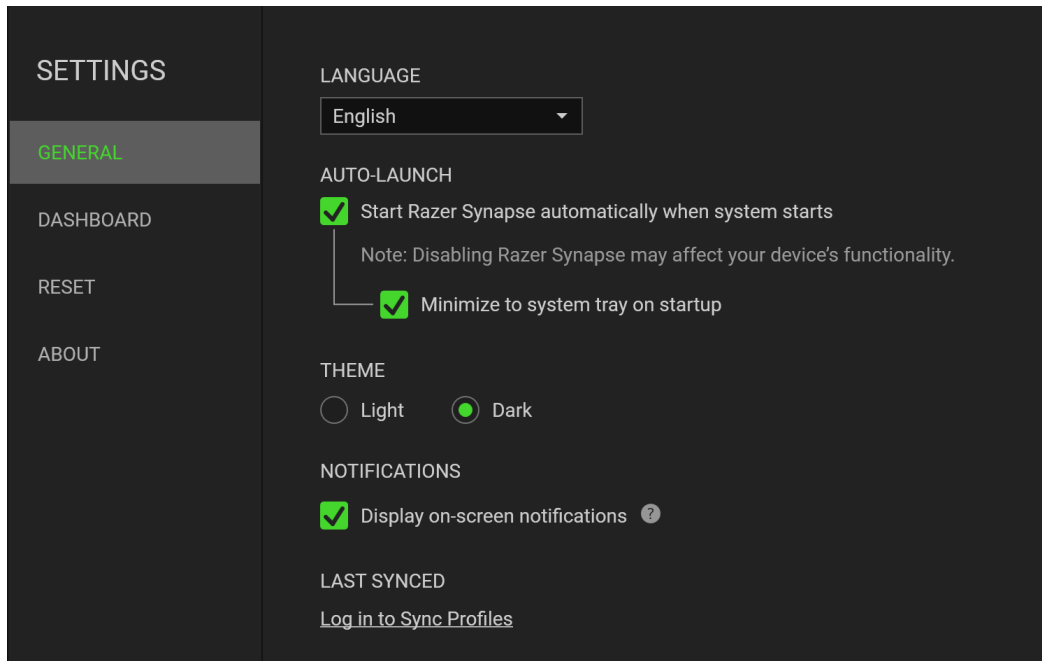 SETTINGS
GENERAL
DASHBOARD
RESET
ABOUT
LANGUAGE
English
AUTO-LAUNCH
Start Razer Synapse automatically when system starts
Note: Disabling Razer Synapse may affect your device’s functionality.
Minimize to system tray on startup
THEME
Light Dark
NOTIFICATIONS
Display on-screen notifications ?
LAST SYNCED
Log in to Sync Profiles